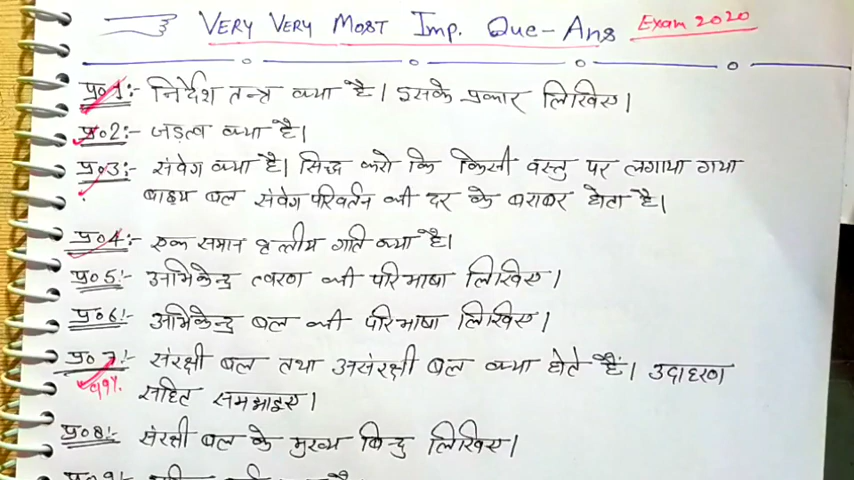 VERY VERY MOST Imp. Que-Ans Exam 2020
प्र०1:- निर्देश तन्त्र क्या है। इसके प्रकार लिखिए।
प्र०2:- जड़त्व क्या है।
प्र०3:- संवेग क्या है। सिद्ध करो कि किसी वस्तु पर लगाया गया
बाह्य बल संवेग परिवर्तन की दर के बराबर होता है।
प्र०4:- एक समान वृत्तीय गति क्या है।
प्र०5:- अभिकेन्द्र त्वरण की परिभाषा लिखिए।
प्र०6:- अभिकेन्द्र बल की परिभाषा लिखिए।
प्र०7:- संरक्षी बल तथा असंरक्षी बल क्या होते हैं। उदाहरण
99%. सहित समझाइए।
प्र०8:- संरक्षी बल के मुख्य बिन्दु लिखिए।